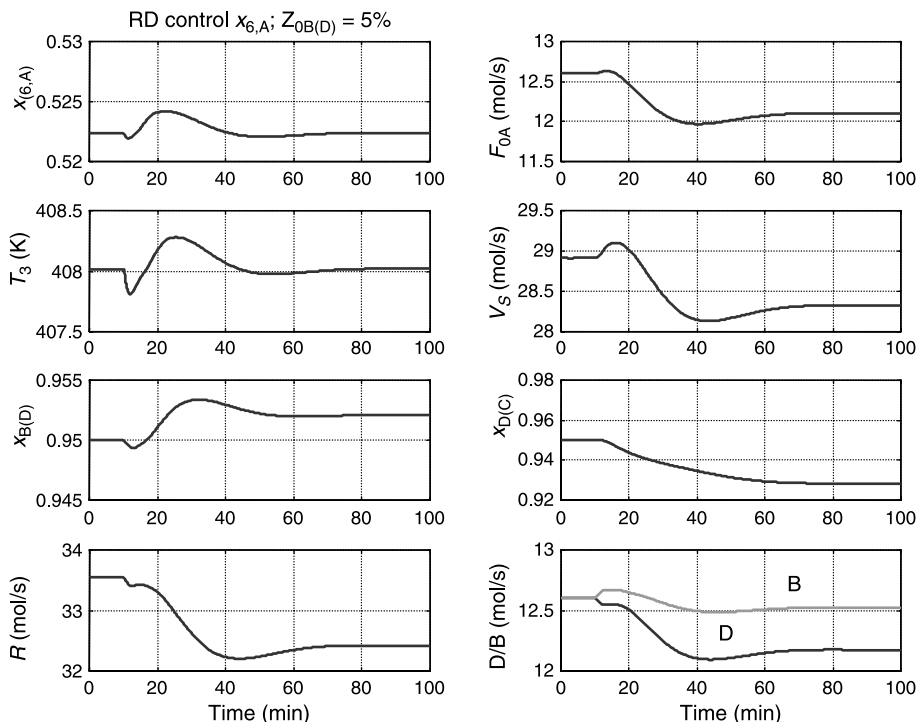 RD control x6,A; Z0B(D) = 5%
x(6,A)
0.53
0.525
0.52
0 20 40 60 80 100
F0A (mol/s)
13
12.5
12
11.5
0 20 40 60 80 100
T3 (K)
408.5
408
407.5
0 20 40 60 80 100
VS (mol/s)
29.5
29
28.5
28
0 20 40 60 80 100
xB(D)
0.955
0.95
0.945
0 20 40 60 80 100
xD(C)
0.98
0.96
0.94
0.92
0 20 40 60 80 100
R (mol/s)
34
33
32
0 20 40 60 80 100
Time (min)
D/B (mol/s)
13
12.5
12
B
D
0 20 40 60 80 100
Time (min)